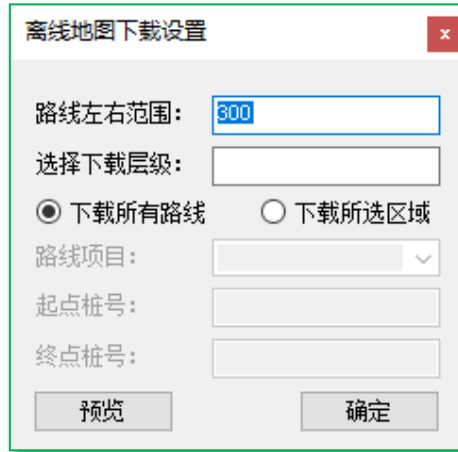 离线地图下载设置 x
路线左右范围： 300
选择下载层级：
下载所有路线 下载所选区域
路线项目：
起点桩号：
终点桩号：
预览 确定